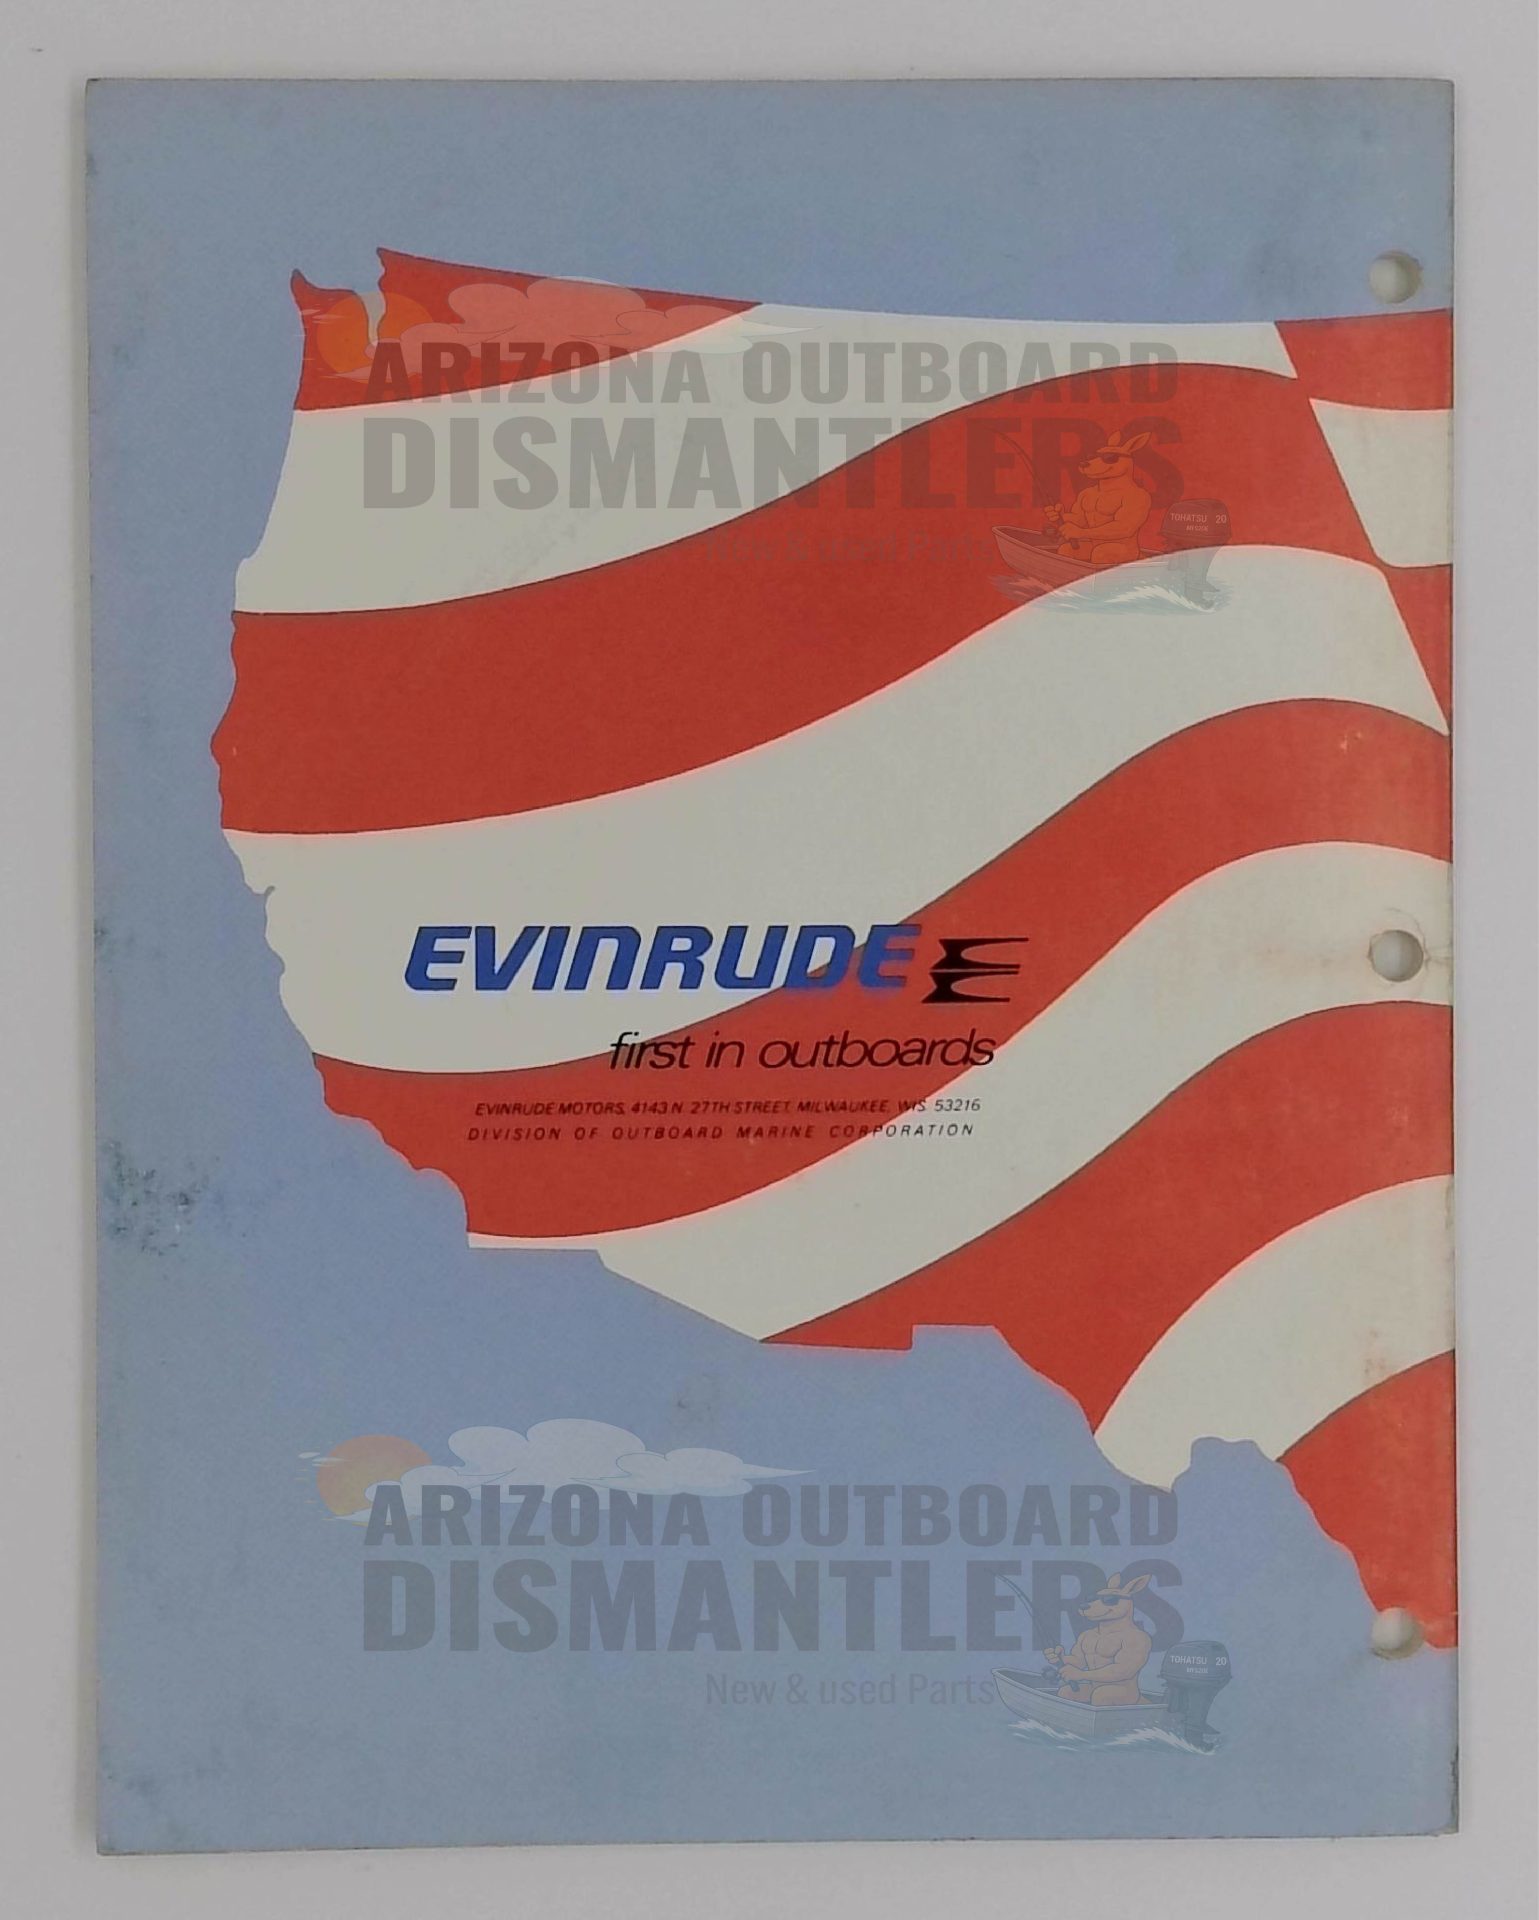 ARIZONA OUTBOARD
DISMANTLERS
New & used Parts
TOHATSU 20
EVINRUDE
first in outboards
EVINRUDE MOTORS, 4143 N. 27TH STREET, MILWAUKEE, WIS. 53216
DIVISION OF OUTBOARD MARINE CORPORATION
ARIZONA OUTBOARD
DISMANTLERS
New & used Parts
TOHATSU 20